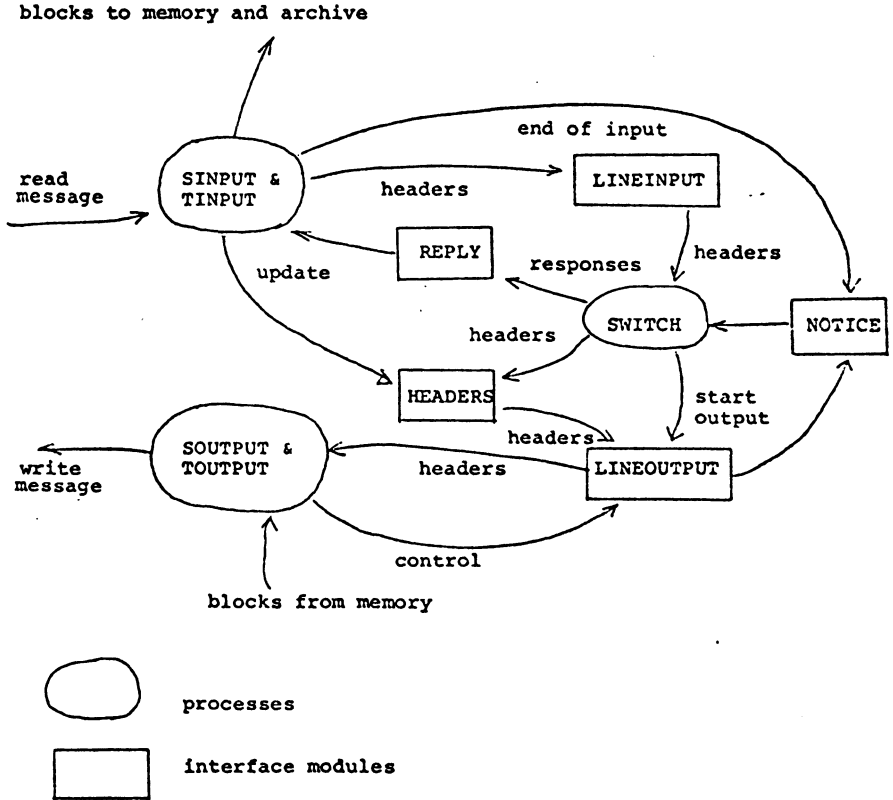 blocks to memory and archive
end of input
SINPUT &
TINPUT
LINEINPUT
read
message
headers
REPLY
responses
headers
update
SWITCH
NOTICE
headers
HEADERS
start
output
headers
SOUTPUT &
TOUTPUT
headers
LINEOUTPUT
write
message
control
blocks from memory
processes
interface modules